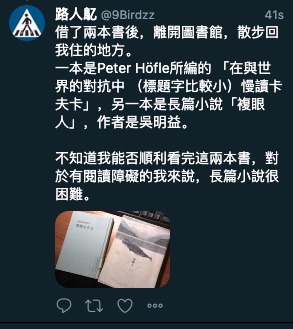 路人髱 @9Birdzz 41s
借了兩本書後，離開圖書館，散步回
我住的地方。
一本是Peter Höfle所編的 「在與世
界的對抗中 （標題字比較小）慢讀卡
夫卡」，另一本是長篇小說「複眼
人」，作者是吳明益。
不知道我能否順利看完這兩本書，對
於有閱讀障礙的我來說，長篇小說很
困難。